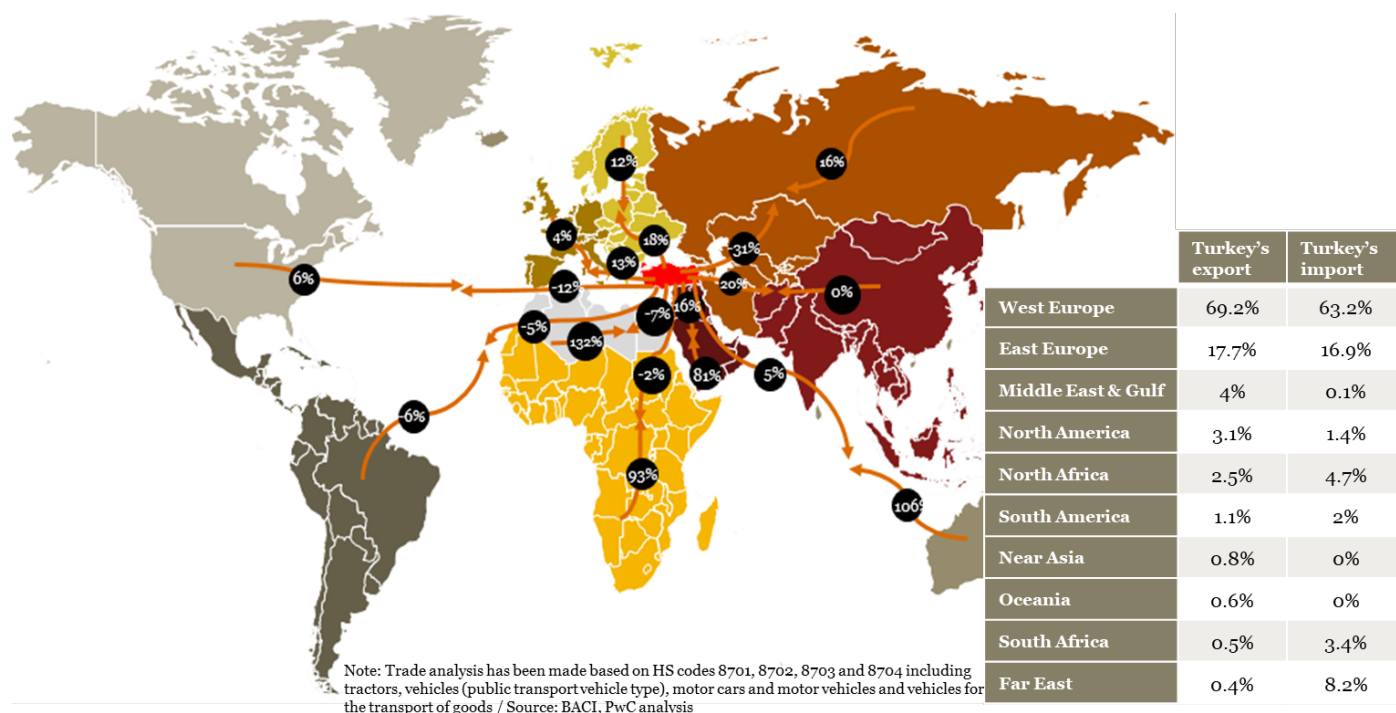 12%
16%
4%
18%
-31%
13%
6%
-12%
-20%
0%
16%
-7%
-5%
132%
-2%
81%
5%
-6%
93%
106%
Turkey's export Turkey's import
West Europe 69.2% 63.2%
East Europe 17.7% 16.9%
Middle East & Gulf 4% 0.1%
North America 3.1% 1.4%
North Africa 2.5% 4.7%
South America 1.1% 2%
Near Asia 0.8% 0%
Oceania 0.6% 0%
South Africa 0.5% 3.4%
Far East 0.4% 8.2%
Note: Trade analysis has been made based on HS codes 8701, 8702, 8703 and 8704 including
tractors, vehicles (public transport vehicle type), motor cars and motor vehicles and vehicles for
the transport of goods / Source: BACI, PwC analysis